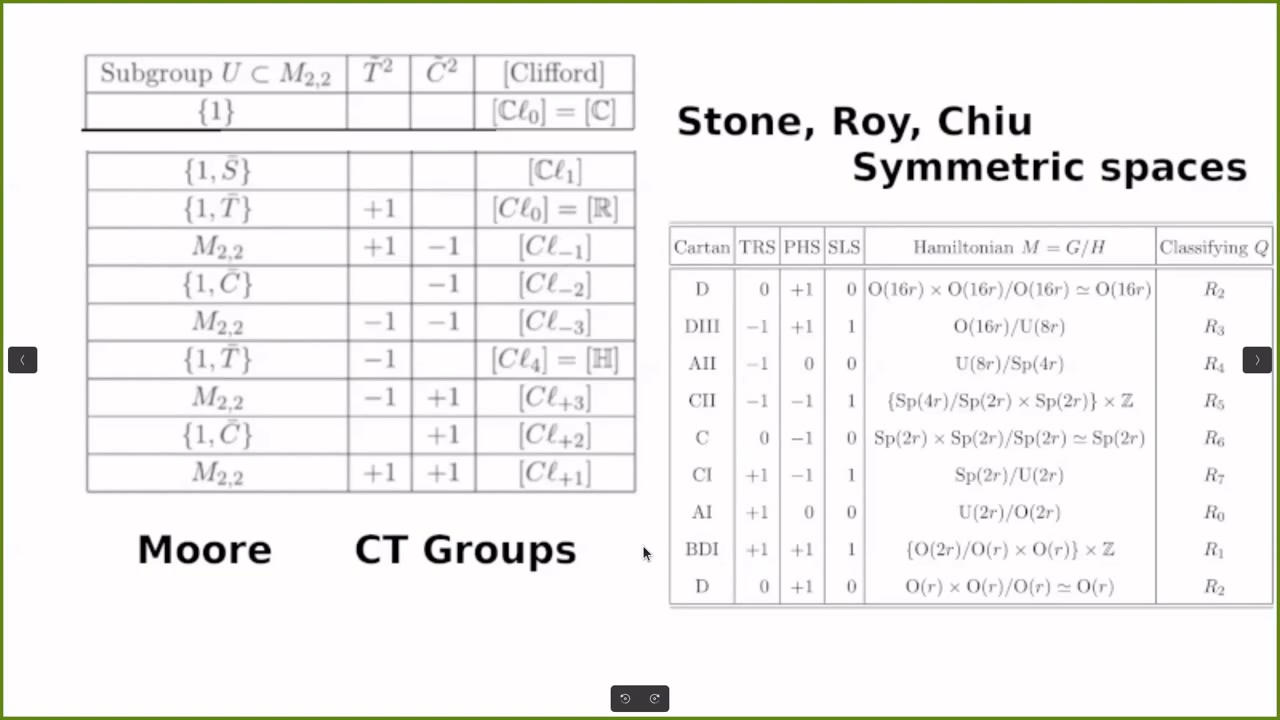 Subgroup U ⊂ M₂,₂ T̃² C̃² [Clifford]
{1} [ℂℓ₀] = [ℂ]
{1, S̄} [ℂℓ₁]
{1, T̄} +1 [Cℓ₀] = [ℝ]
M₂,₂ +1 −1 [Cℓ₋₁]
{1, C̄} −1 [Cℓ₋₂]
M₂,₂ −1 −1 [Cℓ₋₃]
{1, T̄} −1 [Cℓ₄] = [ℍ]
M₂,₂ −1 +1 [Cℓ₊₃]
{1, C̄} +1 [Cℓ₊₂]
M₂,₂ +1 +1 [Cℓ₊₁]
Moore CT Groups
Stone, Roy, Chiu
Symmetric spaces
Cartan TRS PHS SLS Hamiltonian M = G/H Classifying Q
D 0 +1 0 O(16r) × O(16r)/O(16r) ≃ O(16r) R₂
DIII −1 +1 1 O(16r)/U(8r) R₃
AII −1 0 0 U(8r)/Sp(4r) R₄
CII −1 −1 1 {Sp(4r)/Sp(2r) × Sp(2r)} × ℤ R₅
C 0 −1 0 Sp(2r) × Sp(2r)/Sp(2r) ≃ Sp(2r) R₆
CI +1 −1 1 Sp(2r)/U(2r) R₇
AI +1 0 0 U(2r)/O(2r) R₀
BDI +1 +1 1 {O(2r)/O(r) × O(r)} × ℤ R₁
D 0 +1 0 O(r) × O(r)/O(r) ≃ O(r) R₂